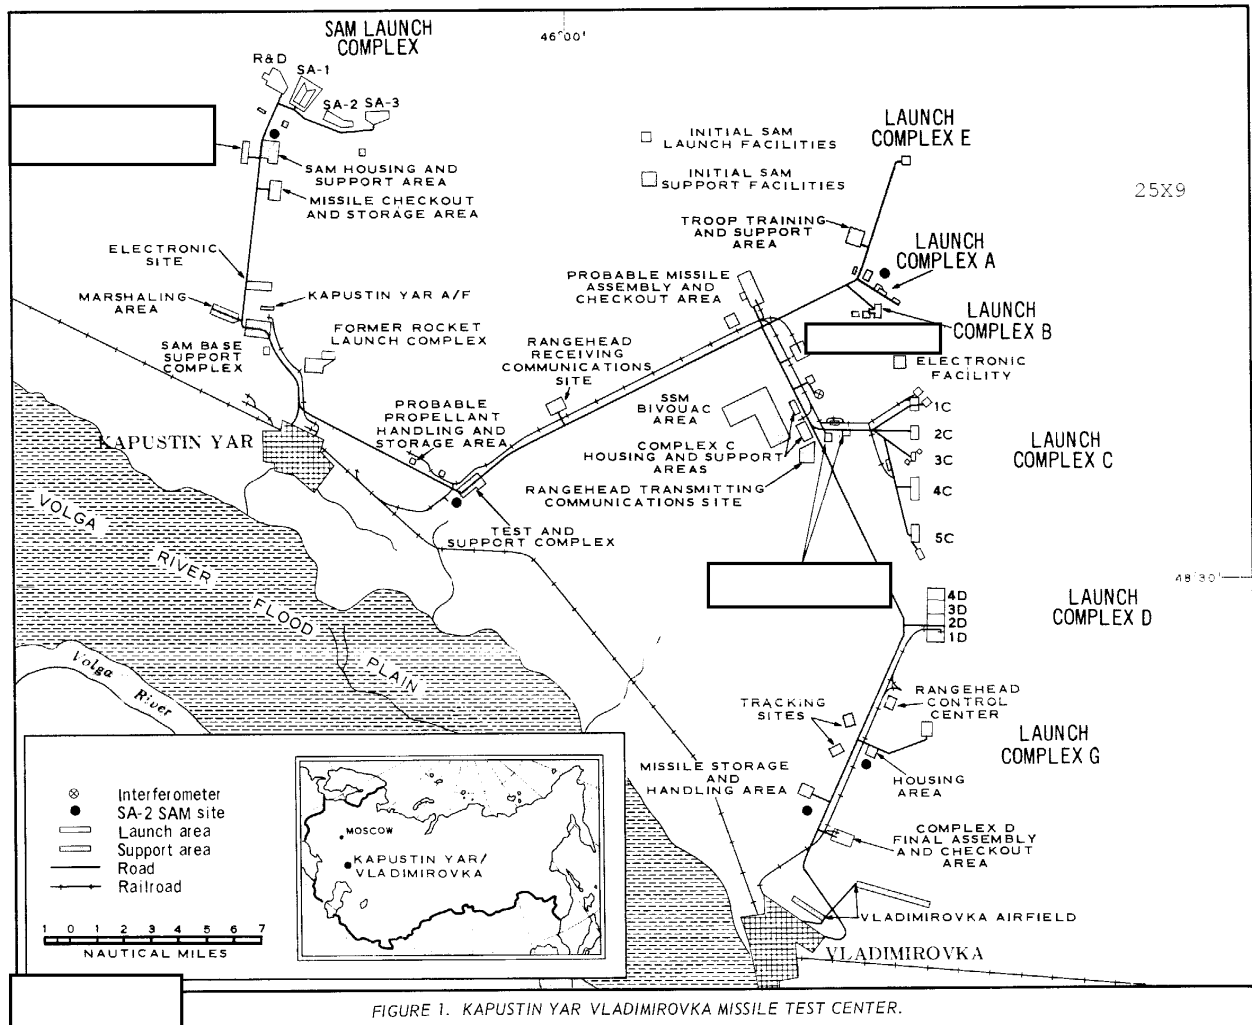 46°00'
SAM LAUNCH
COMPLEX
R&D
SA-1
SA-2
SA-3
SAM HOUSING AND
SUPPORT AREA
MISSILE CHECKOUT
AND STORAGE AREA
ELECTRONIC
SITE
MARSHALING
AREA
KAPUSTIN YAR A/F
SAM BASE
SUPPORT
COMPLEX
FORMER ROCKET
LAUNCH COMPLEX
INITIAL SAM
LAUNCH FACILITIES
INITIAL SAM
SUPPORT FACILITIES
LAUNCH
COMPLEX E
25X9
TROOP TRAINING
AND SUPPORT
AREA
LAUNCH
COMPLEX A
PROBABLE MISSILE
ASSEMBLY AND
CHECKOUT AREA
LAUNCH
COMPLEX B
RANGEHEAD
RECEIVING
COMMUNICATIONS
SITE
ELECTRONIC
FACILITY
SSM
BIVOUAC
AREA
PROBABLE
PROPELLANT
HANDLING AND
STORAGE AREA
COMPLEX C
HOUSING AND SUPPORT
AREAS
RANGEHEAD TRANSMITTING
COMMUNICATIONS SITE
1C
2C
3C
4C
5C
LAUNCH
COMPLEX C
KAPUSTIN YAR
TEST AND
SUPPORT COMPLEX
VOLGA
RIVER
FLOOD
PLAIN
Volga
River
48°30'
4D
3D
2D
1D
LAUNCH
COMPLEX D
TRACKING
SITES
RANGEHEAD
CONTROL
CENTER
LAUNCH
COMPLEX G
MISSILE STORAGE
AND
HANDLING AREA
HOUSING
AREA
COMPLEX D
FINAL ASSEMBLY
AND CHECKOUT
AREA
VLADIMIROVKA AIRFIELD
VLADIMIROVKA
Interferometer
SA-2 SAM site
Launch area
Support area
Road
Railroad
1 0 1 2 3 4 5 6 7
NAUTICAL MILES
MOSCOW
KAPUSTIN YAR/
VLADIMIROVKA
FIGURE 1. KAPUSTIN YAR VLADIMIROVKA MISSILE TEST CENTER.